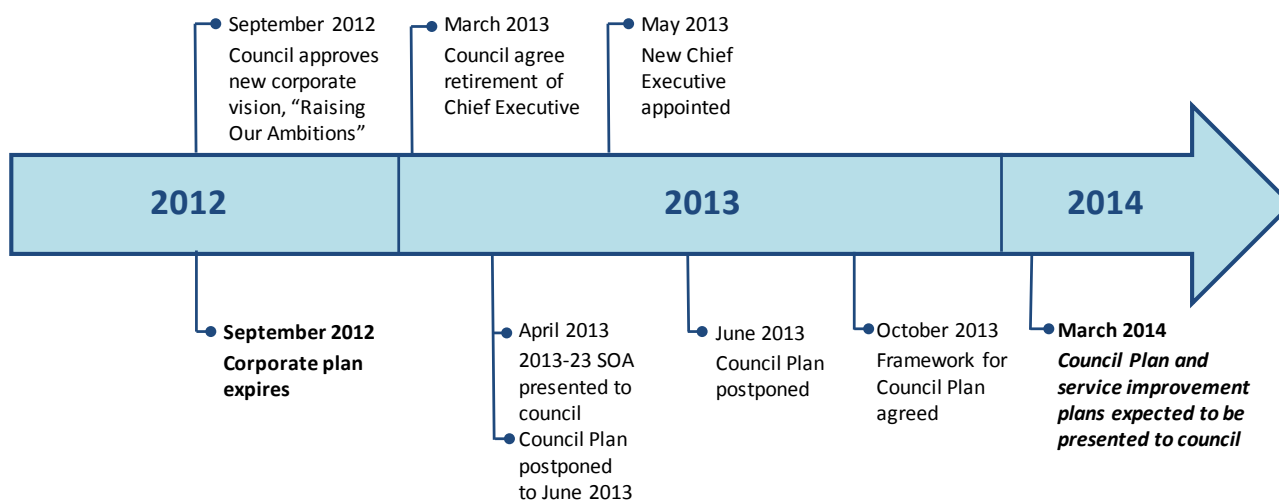 September 2012
Council approves
new corporate
vision, “Raising
Our Ambitions”
March 2013
Council agree
retirement of
Chief Executive
May 2013
New Chief
Executive
appointed
2012
2013
2014
September 2012
Corporate plan
expires
April 2013
2013-23 SOA
presented to
council
Council Plan
postponed
to June 2013
June 2013
Council Plan
postponed
October 2013
Framework for
Council Plan
agreed
March 2014
Council Plan and
service improvement
plans expected to be
presented to council